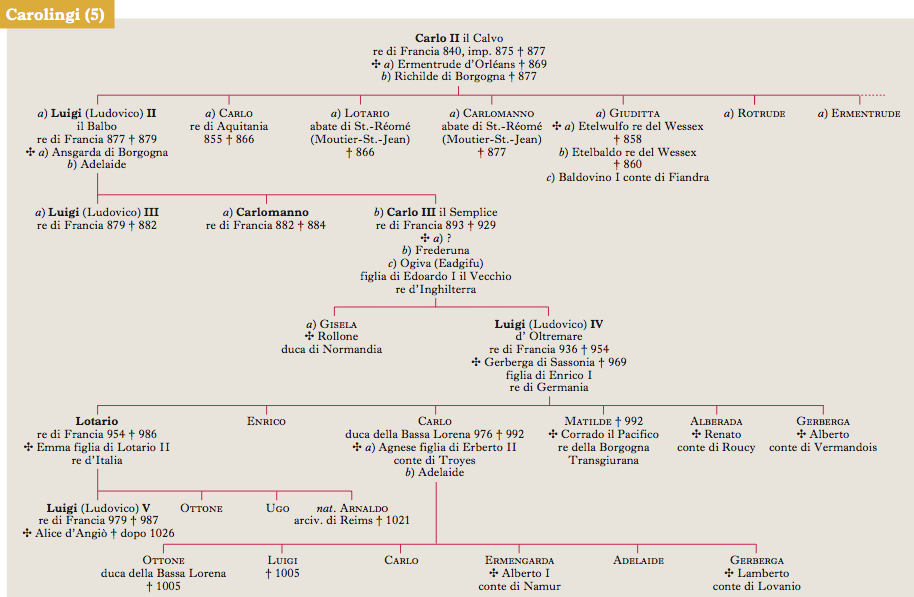 Carolingi (5)
Carlo II il Calvo
re di Francia 840, imp. 875 † 877
✣ a) Ermentrude d'Orléans † 869
b) Richilde di Borgogna † 877
a) Luigi (Ludovico) II
il Balbo
re di Francia 877 † 879
✣ a) Ansgarda di Borgogna
b) Adelaide
a) CARLO
re di Aquitania
855 † 866
a) LOTARIO
abate di St.-Réomé
(Moutier-St.-Jean)
† 866
a) CARLOMANNO
abate di St.-Réomé
(Moutier-St.-Jean)
† 877
a) GIUDITTA
✣ a) Etelwulfo re del Wessex
† 858
b) Etelbaldo re del Wessex
† 860
c) Baldovino I conte di Fiandra
a) ROTRUDE
a) ERMENTRUDE
a) Luigi (Ludovico) III
re di Francia 879 † 882
a) Carlomanno
re di Francia 882 † 884
b) Carlo III il Semplice
re di Francia 893 † 929
✣ a) ?
b) Frederuna
c) Ogiva (Eadgifu)
figlia di Edoardo I il Vecchio
re d'Inghilterra
a) GISELA
✣ Rollone
duca di Normandia
Luigi (Ludovico) IV
d' Oltremare
re di Francia 936 † 954
✣ Gerberga di Sassonia † 969
figlia di Enrico I
re di Germania
Lotario
re di Francia 954 † 986
✣ Emma figlia di Lotario II
re d'Italia
ENRICO
CARLO
duca della Bassa Lorena 976 † 992
✣ a) Agnese figlia di Erberto II
conte di Troyes
b) Adelaide
MATILDE † 992
✣ Corrado il Pacifico
re della Borgogna
Transgiurana
ALBERADA
✣ Renato
conte di Roucy
GERBERGA
✣ Alberto
conte di Vermandois
Luigi (Ludovico) V
re di Francia 979 † 987
✣ Alice d'Angiò † dopo 1026
OTTONE
UGO
nat. ARNALDO
arciv. di Reims † 1021
OTTONE
duca della Bassa Lorena
† 1005
LUIGI
† 1005
CARLO
ERMENGARDA
✣ Alberto I
conte di Namur
ADELAIDE
GERBERGA
✣ Lamberto
conte di Lovanio